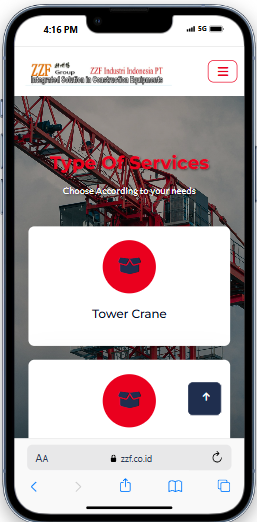 4:16 PM
5G
ZZF
Group
ZZF Industri Indonesia PT
Integrated Solution in Construction Equipments
Type Of Services
Choose According to your needs
Tower Crane
AA
zzf.co.id